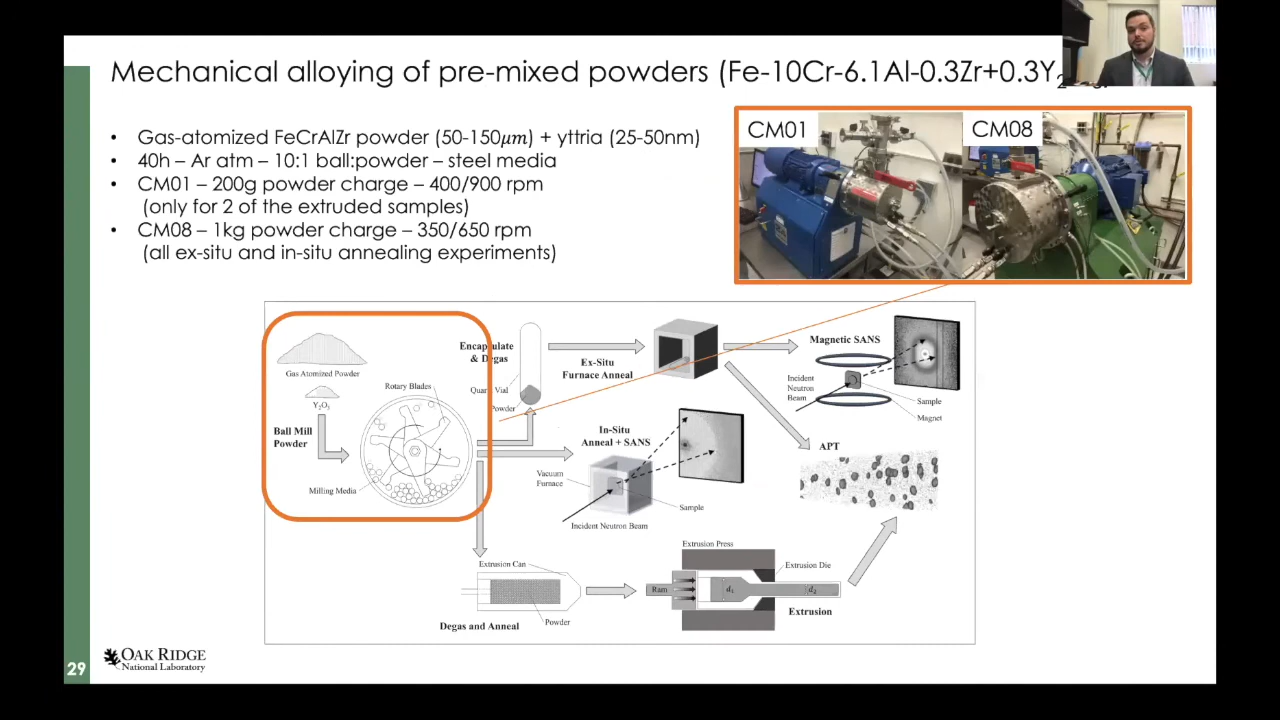 Mechanical alloying of pre-mixed powders (Fe-10Cr-6.1Al-0.3Zr+0.3Y
• Gas-atomized FeCrAlZr powder (50-150𝜇𝑚) + yttria (25-50nm)
• 40h – Ar atm – 10:1 ball:powder – steel media
• CM01 – 200g powder charge – 400/900 rpm
(only for 2 of the extruded samples)
• CM08 – 1kg powder charge – 350/650 rpm
(all ex-situ and in-situ annealing experiments)
CM01
CM08
Gas Atomized Powder
Y₂O₃
Ball Mill
Powder
Rotary Blades
Milling Media
Encapsulate
& Degas
Quartz Vial
Powder
Ex-Situ
Furnace Anneal
Magnetic SANS
Incident
Neutron
Beam
Sample
Magnet
In-Situ
Anneal + SANS
Vacuum
Furnace
Sample
Incident Neutron Beam
APT
Extrusion Can
Powder
Degas and Anneal
Extrusion Press
Ram
d₁
d₂
Extrusion Die
Extrusion
29
OAK RIDGE
National Laboratory